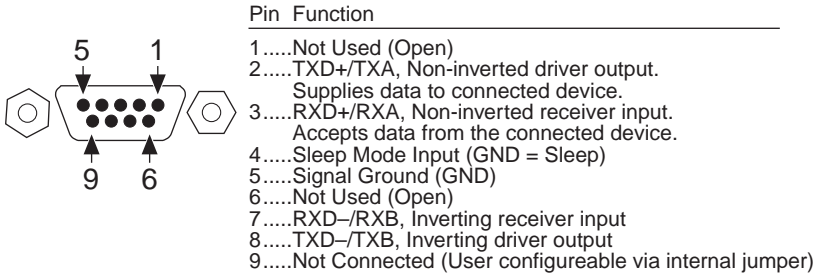 Pin Function
5 1
9 6
1.....Not Used (Open)
2.....TXD+/TXA, Non-inverted driver output.
Supplies data to connected device.
3.....RXD+/RXA, Non-inverted receiver input.
Accepts data from the connected device.
4.....Sleep Mode Input (GND = Sleep)
5.....Signal Ground (GND)
6.....Not Used (Open)
7.....RXD–/RXB, Inverting receiver input
8.....TXD–/TXB, Inverting driver output
9.....Not Connected (User configureable via internal jumper)